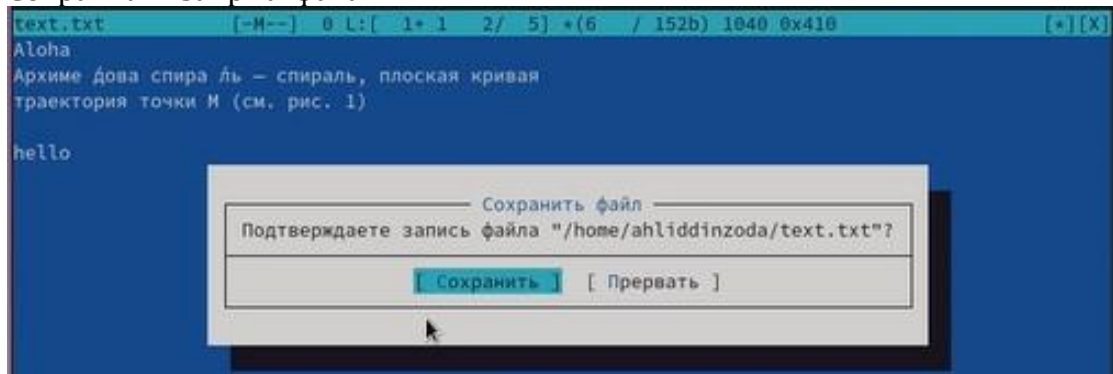 text.txt [-M--] 0 L:[ 1+ 1 2/ 5] *(6 / 152b) 1040 0x410 [*][X]
Aloha
Архиме́дова спира́ль — спираль, плоская кривая
траектория точки М (см. рис. 1)
hello
Сохранить файл
Подтверждаете запись файла "/home/ahliddinzoda/text.txt"?
[ Сохранить ] [ Прервать ]